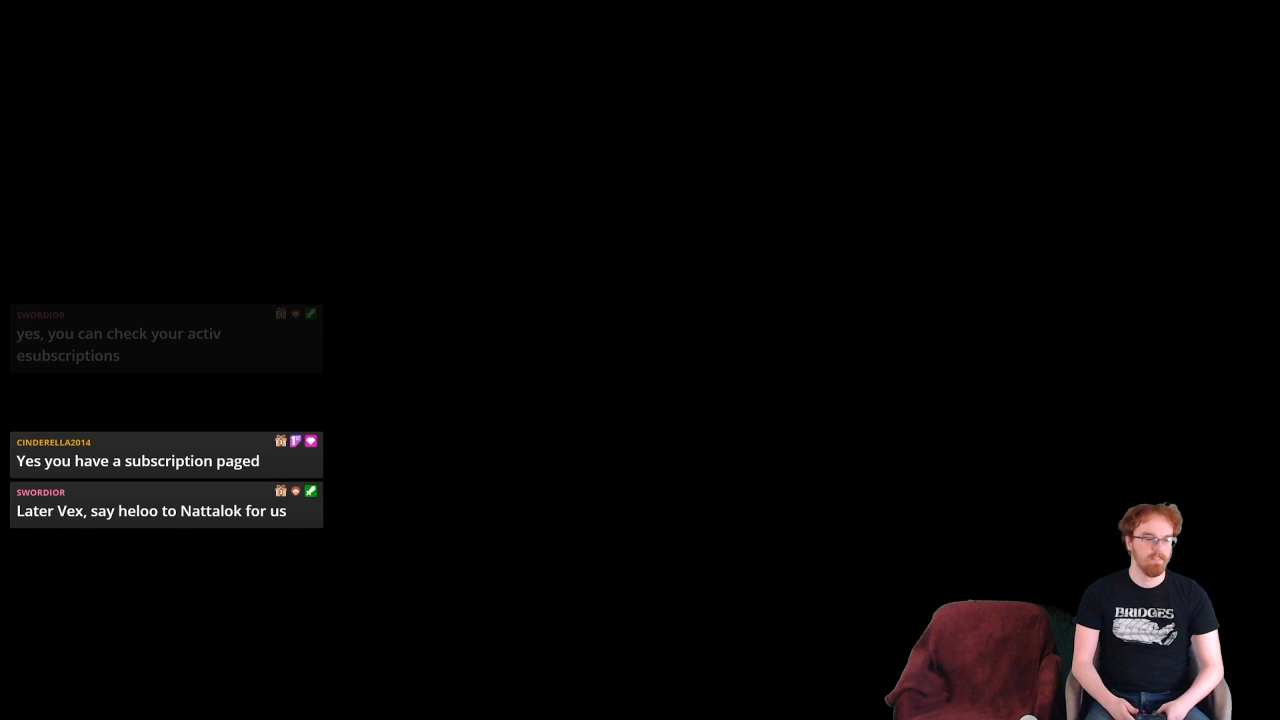 SWORDIOR
yes, you can check your activ
esubscriptions
CINDERELLA2014
Yes you have a subscription paged
SWORDIOR
Later Vex, say heloo to Nattalok for us
BRIDGES